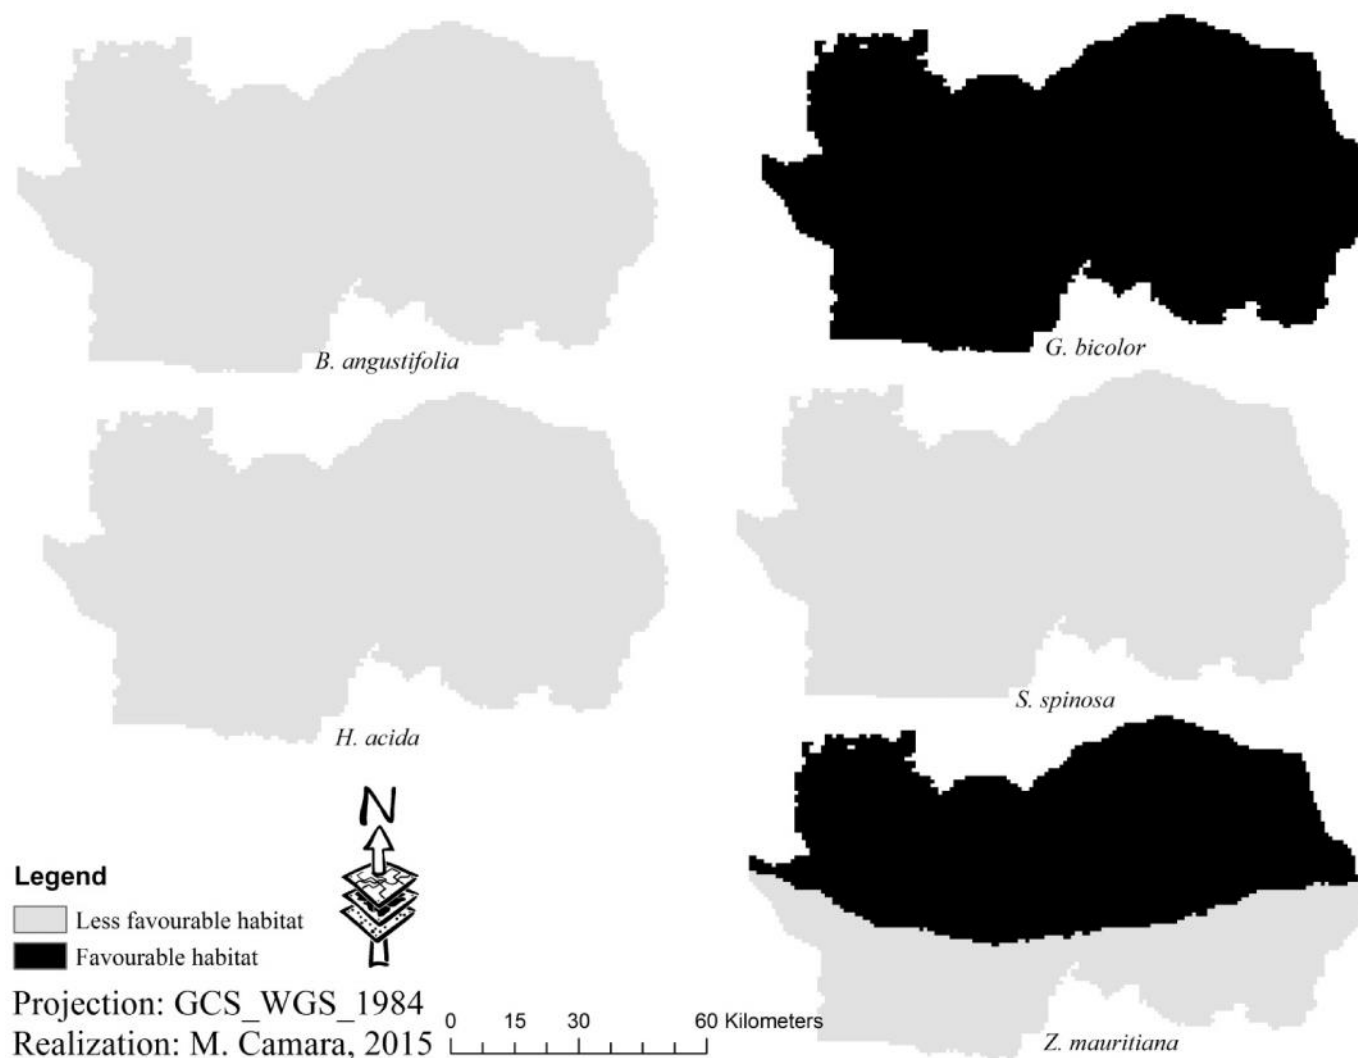 B. angustifolia
G. bicolor
H. acida
S. spinosa
N
Legend
Less favourable habitat
Favourable habitat
Projection: GCS_WGS_1984
Realization: M. Camara, 2015
0 15 30 60 Kilometers
Z. mauritiana